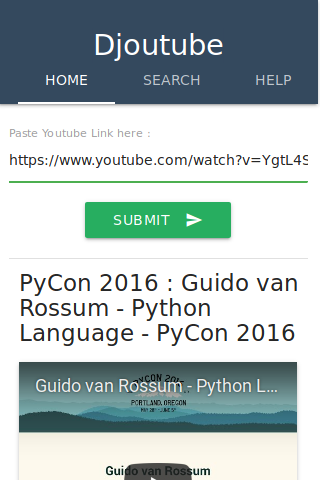 Djoutube
HOME SEARCH HELP
Paste Youtube Link here :
https://www.youtube.com/watch?v=YgtL4S
SUBMIT
PyCon 2016 : Guido van
Rossum - Python
Language - PyCon 2016
Guido van Rossum - Python L...
PYCON 2016
PORTLAND, OREGON
Guido van Rossum